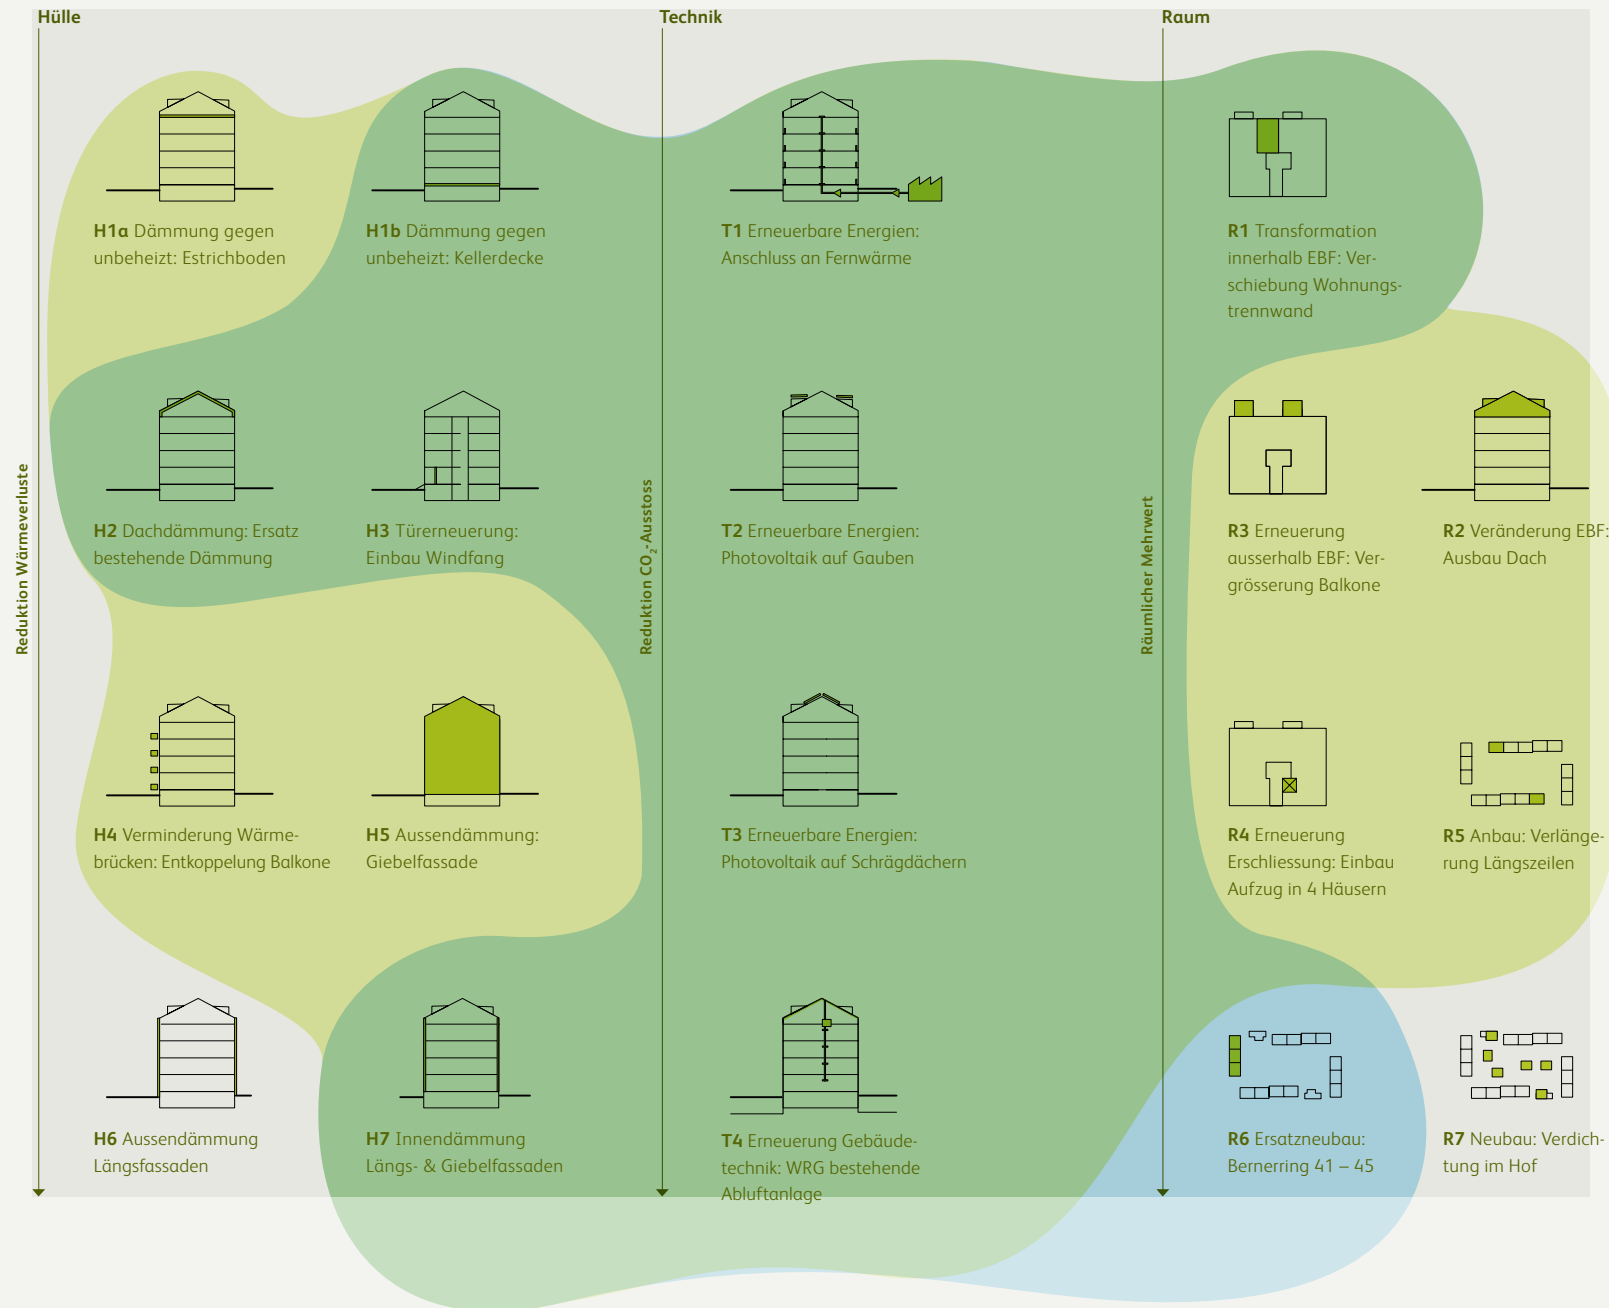 Hülle
Technik
Raum
Reduktion Wärmeverluste
Reduktion CO₂-Ausstoss
Räumlicher Mehrwert
H1a Dämmung gegen
unbeheizt: Estrichboden
H1b Dämmung gegen
unbeheizt: Kellerdecke
T1 Erneuerbare Energien:
Anschluss an Fernwärme
R1 Transformation
innerhalb EBF: Ver-
schiebung Wohnungs-
trennwand
H2 Dachdämmung: Ersatz
bestehende Dämmung
H3 Türerneuerung:
Einbau Windfang
T2 Erneuerbare Energien:
Photovoltaik auf Gauben
R3 Erneuerung
ausserhalb EBF: Ver-
grösserung Balkone
R2 Veränderung EBF:
Ausbau Dach
H4 Verminderung Wärme-
brücken: Entkoppelung Balkone
H5 Aussendämmung:
Giebelfassade
T3 Erneuerbare Energien:
Photovoltaik auf Schrägdächern
R4 Erneuerung
Erschliessung: Einbau
Aufzug in 4 Häusern
R5 Anbau: Verlänge-
rung Längszeilen
H6 Aussendämmung
Längsfassaden
H7 Innendämmung
Längs- & Giebelfassaden
T4 Erneuerung Gebäude-
technik: WRG bestehende
Abluftanlage
R6 Ersatzneubau:
Bernerring 41 – 45
R7 Neubau: Verdich-
tung im Hof